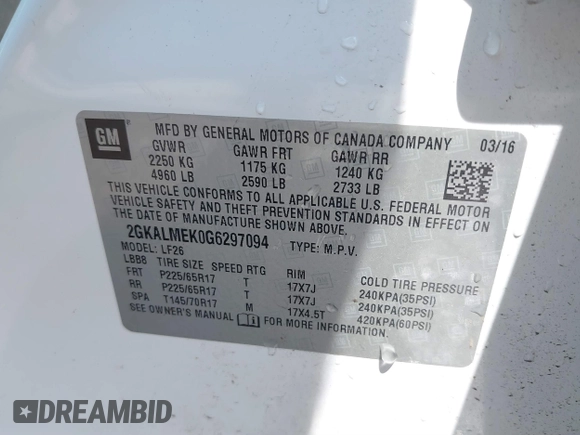 GM
MFD BY GENERAL MOTORS OF CANADA COMPANY 03/16
GVWR GAWR FRT GAWR RR
2250 KG 1175 KG 1240 KG
4960 LB 2590 LB 2733 LB
THIS VEHICLE CONFORMS TO ALL APPLICABLE U.S. FEDERAL MOTOR
VEHICLE SAFETY AND THEFT PREVENTION STANDARDS IN EFFECT ON
THE DATE OF MANUFACTURE SHOWN ABOVE.
2GKALMEK0G6297094 TYPE: M.P.V.
MODEL: LF26
LBB8 TIRE SIZE SPEED RTG RIM COLD TIRE PRESSURE
FRT P225/65R17 T 17X7J 240KPA(35PSI)
RR P225/65R17 T 17X7J 240KPA(35PSI)
SPA T145/70R17 M 17X4.5T 420KPA(60PSI)
SEE OWNER'S MANUAL FOR MORE INFORMATION.
DREAMBID